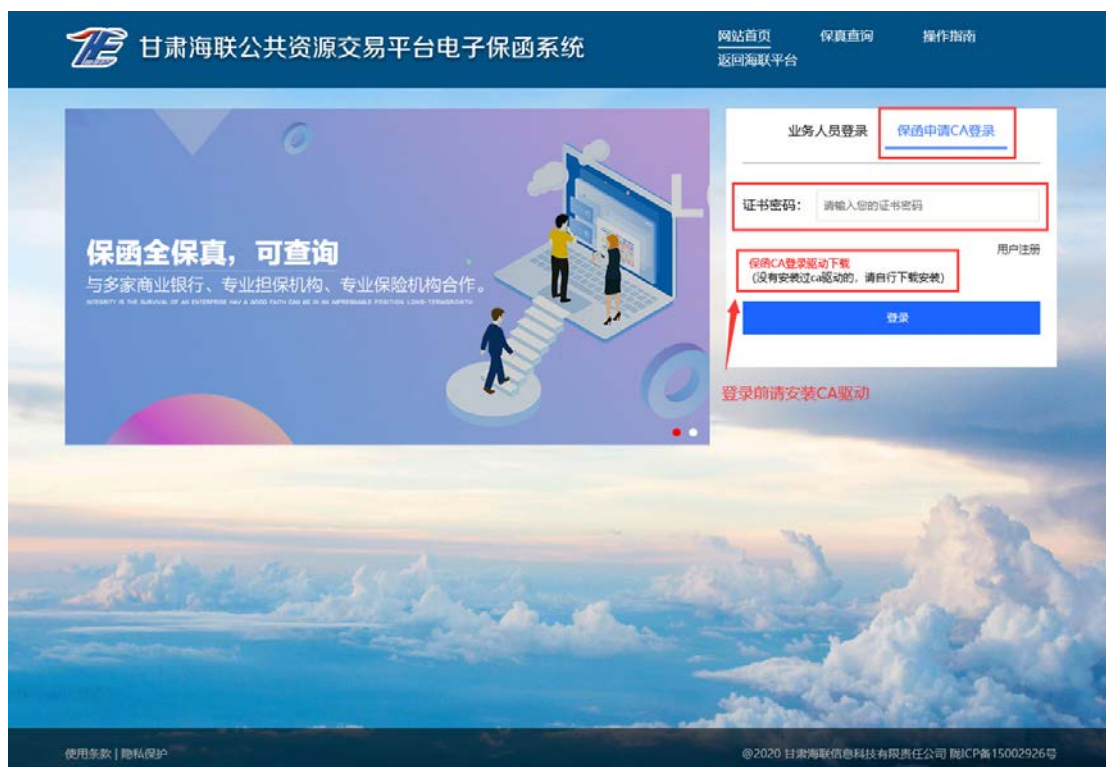 甘肃海联公共资源交易平台电子保函系统
网站首页 保真查询 操作指南
返回海联平台
业务人员登录 保函申请CA登录
证书密码： 请输入您的证书密码
用户注册
保函CA登录驱动下载
(没有安装过ca驱动的，请自行下载安装)
登录
登录前请安装CA驱动
保函全保真，可查询
与多家商业银行、专业担保机构、专业保险机构合作。
INTEGRITY IS THE SURVIVAL OF AN ENTERPRISE
使用条款 | 隐私保护
@2020 甘肃海联信息科技有限责任公司 陇ICP备15002926号